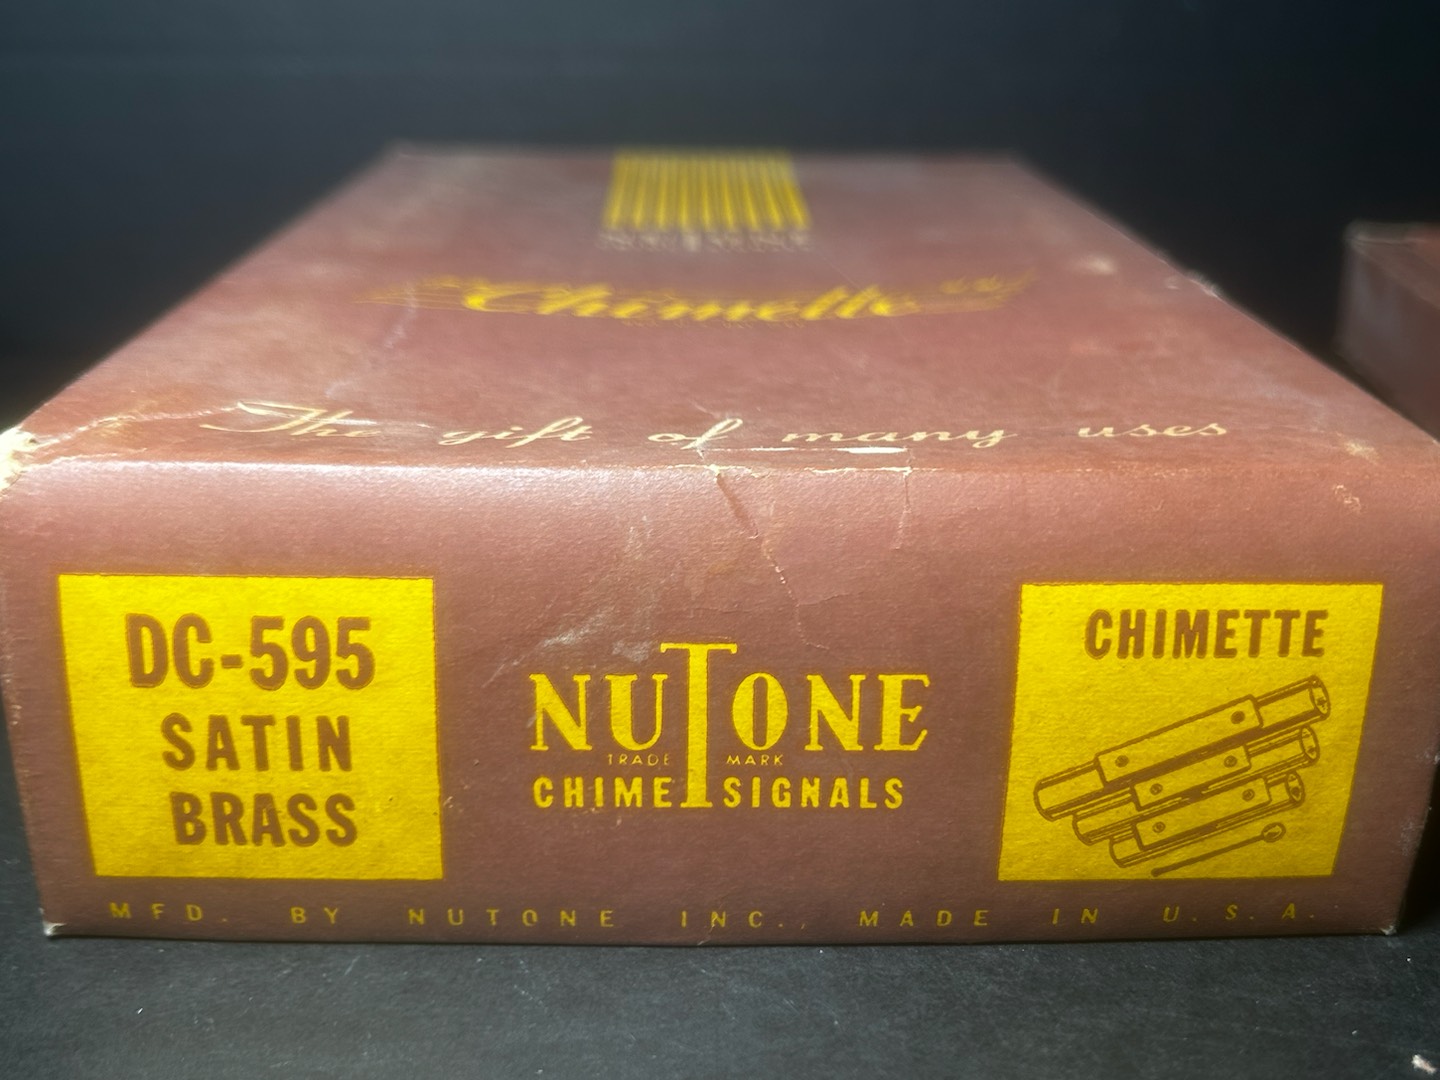 NUTONE
Chimette
The gift of many uses
DC-595
SATIN
BRASS
NUTONE
TRADE MARK
CHIME SIGNALS
CHIMETTE
MFD. BY NUTONE INC., MADE IN U.S.A.